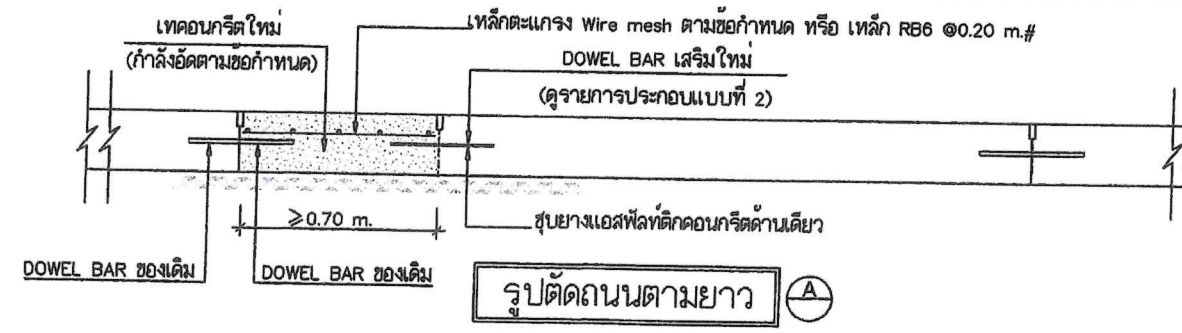 เหล็กตะแกรง Wire mesh ตามข้อกำหนด หรือ เหล็ก RB6 @0.20 m.#
เทคอนกรีตใหม่
(กำลังอัดตามข้อกำหนด)
DOWEL BAR เสริมใหม่
(ดูรายการประกอบแบบที่ 2)
≥0.70 m.
ชุบยางแอสฟัลท์ติกคอนกรีตด้านเดียว
DOWEL BAR ของเดิม
DOWEL BAR ของเดิม
รูปตัดถนนตามยาว
A